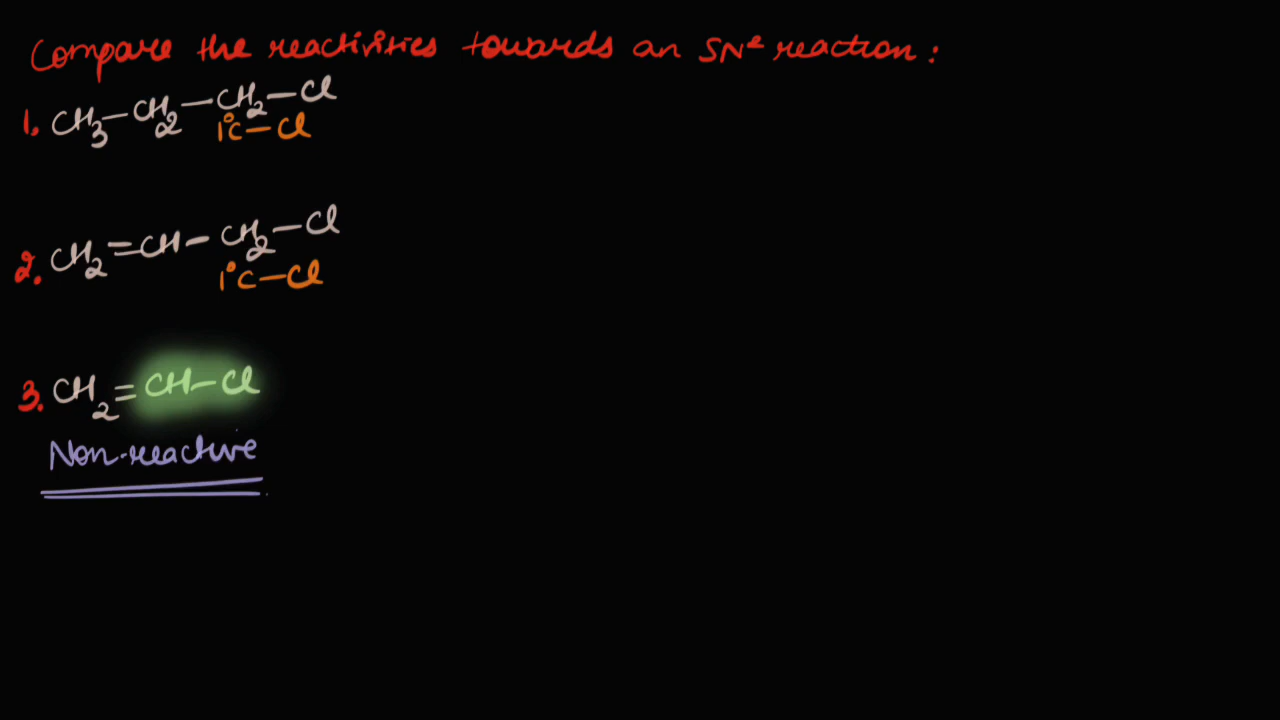 Compare the reactivities towards an SN² reaction:
1. CH₃–CH₂–CH₂–Cl
1°C–Cl
2. CH₂=CH–CH₂–Cl
1°C–Cl
3. CH₂=CH–Cl
Non-reactive